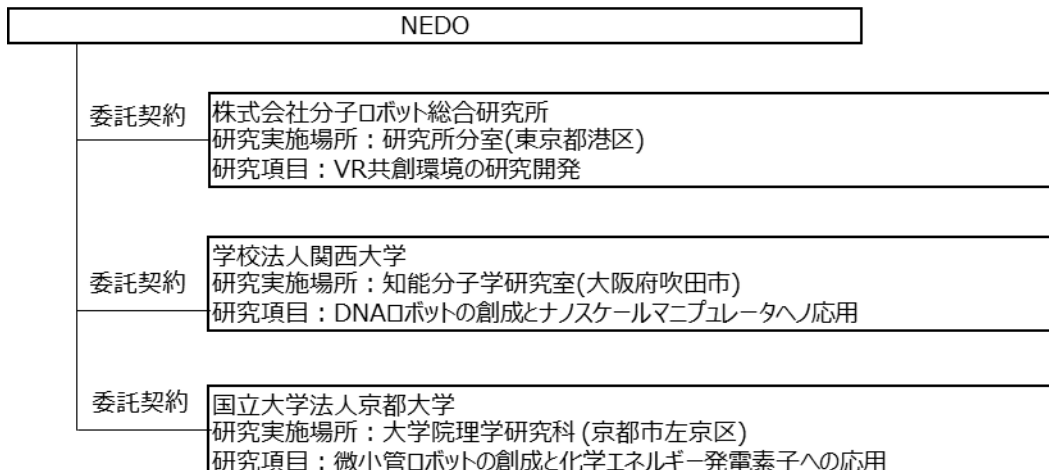 NEDO
委託契約
株式会社分子ロボット総合研究所
研究実施場所：研究所分室(東京都港区)
研究項目：VR共創環境の研究開発
委託契約
学校法人関西大学
研究実施場所：知能分子学研究室(大阪府吹田市)
研究項目：DNAロボットの創成とナノスケールマニプュレータヘノ応用
委託契約
国立大学法人京都大学
研究実施場所：大学院理学研究科 (京都市左京区)
研究項目：微小管ロボットの創成と化学エネルギー発電素子への応用